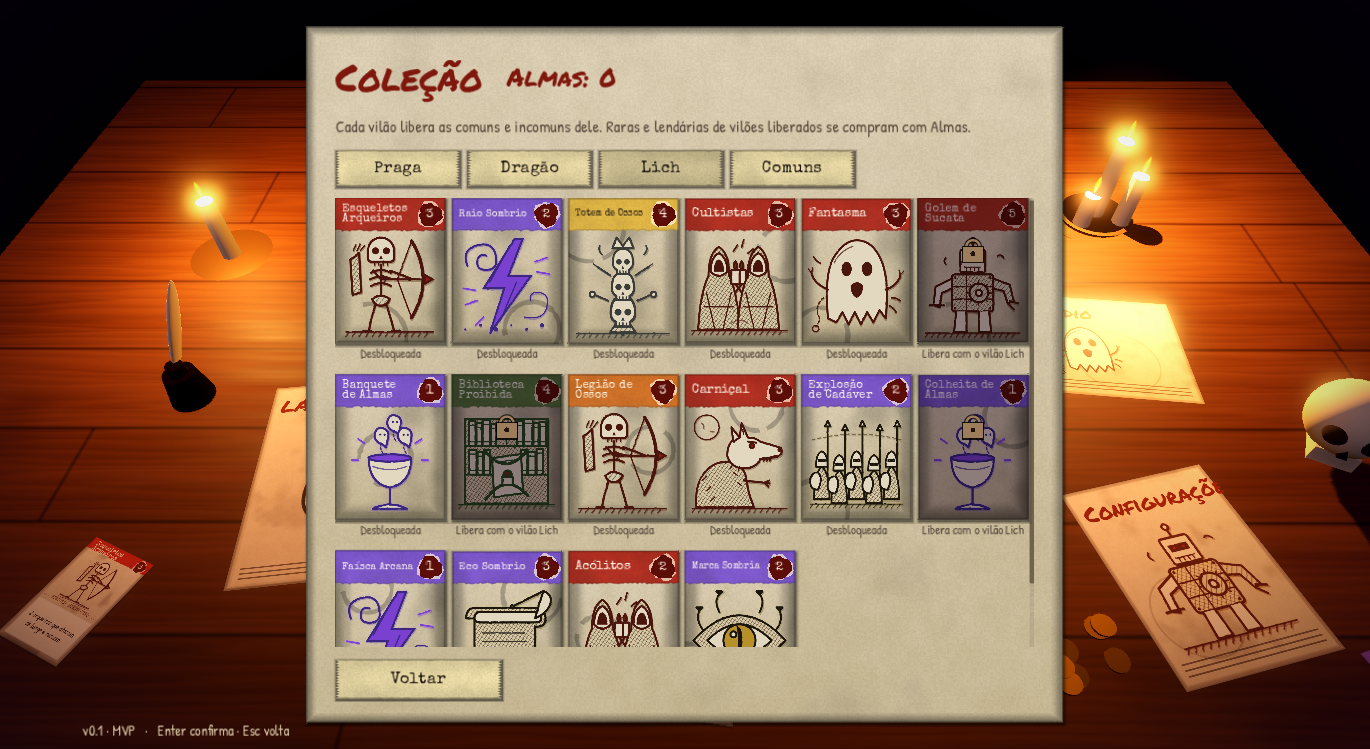 Coleção Almas: 0
Cada vilão libera as comuns e incomuns dele. Raras e lendárias de vilões liberados se compram com Almas.
Praga Dragão Lich Comuns
Esqueletos Arqueiros 3
Raio Sombrio 2
Totem de Ossos 4
Cultistas 3
Fantasma 3
Golem de Sucata 5
Desbloqueada Desbloqueada Desbloqueada Desbloqueada Desbloqueada Libera com o vilão Lich
Banquete de Almas 1
Biblioteca Proibida 4
Legião de Ossos 3
Carniçal 3
Explosão de Cadáver 2
Colheita de Almas 1
Desbloqueada Libera com o vilão Lich Desbloqueada Desbloqueada Desbloqueada Libera com o vilão Lich
Faísca Arcana 1
Eco Sombrio 3
Acólitos 2
Marca Sombria 2
Voltar
CONFIGURAÇÕ
v0.1 · MVP · Enter confirma · Esc volta